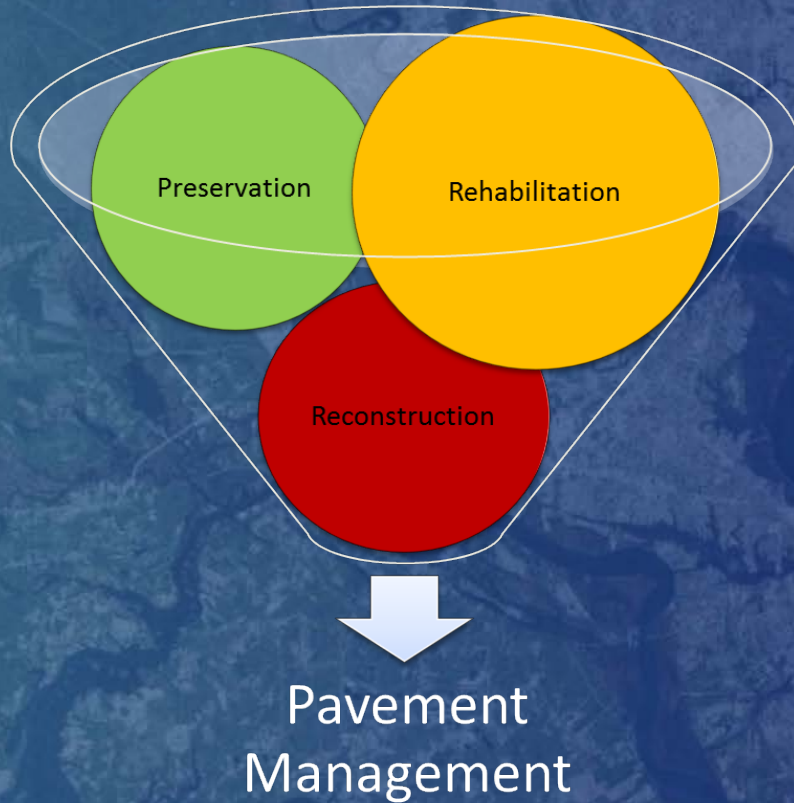 Preservation
Rehabilitation
Reconstruction
Pavement
Management